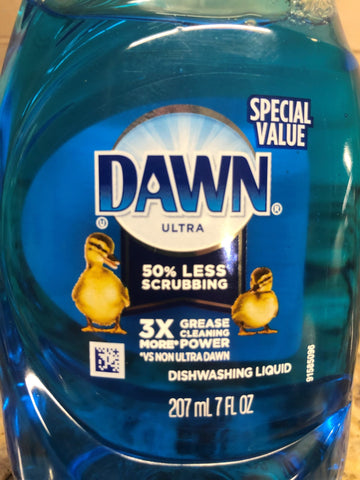 SPECIAL
VALUE
DAWN®
ULTRA
50% LESS
SCRUBBING
3X GREASE
CLEANING
MORE* POWER
*VS NON ULTRA DAWN
DISHWASHING LIQUID
207 mL 7 FL OZ
91585096